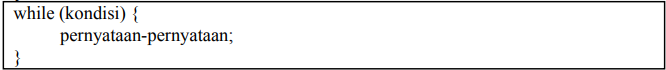 while (kondisi) {
pernyataan-pernyataan;
}